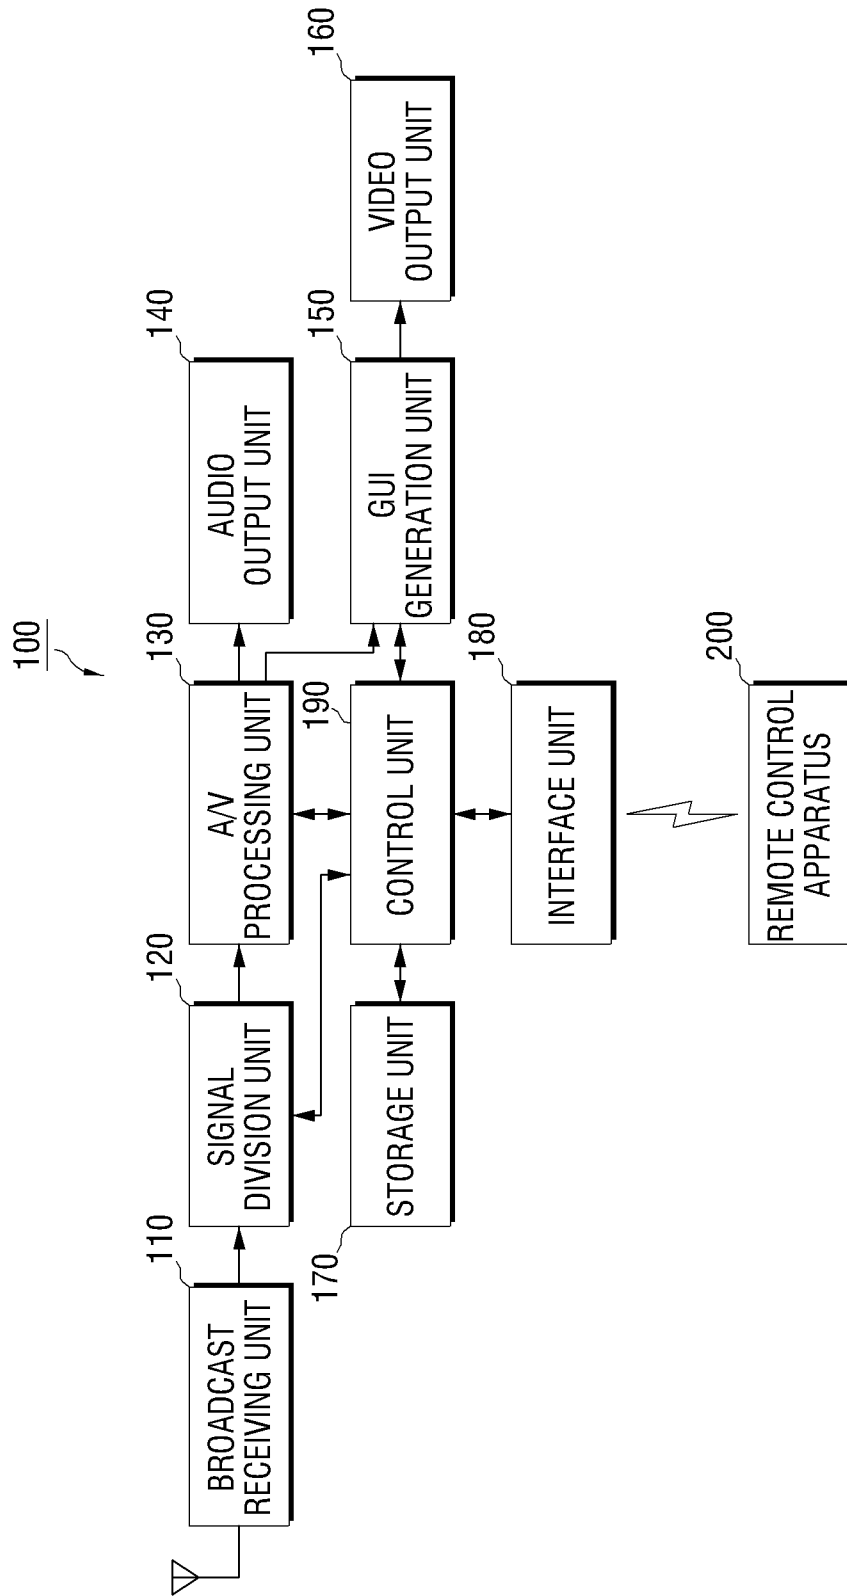 100
110
BROADCAST
RECEIVING UNIT
120
SIGNAL
DIVISION UNIT
130
A/V
PROCESSING UNIT
140
AUDIO
OUTPUT UNIT
170
STORAGE UNIT
190
CONTROL UNIT
150
GUI
GENERATION UNIT
160
VIDEO
OUTPUT UNIT
180
INTERFACE UNIT
200
REMOTE CONTROL
APPARATUS